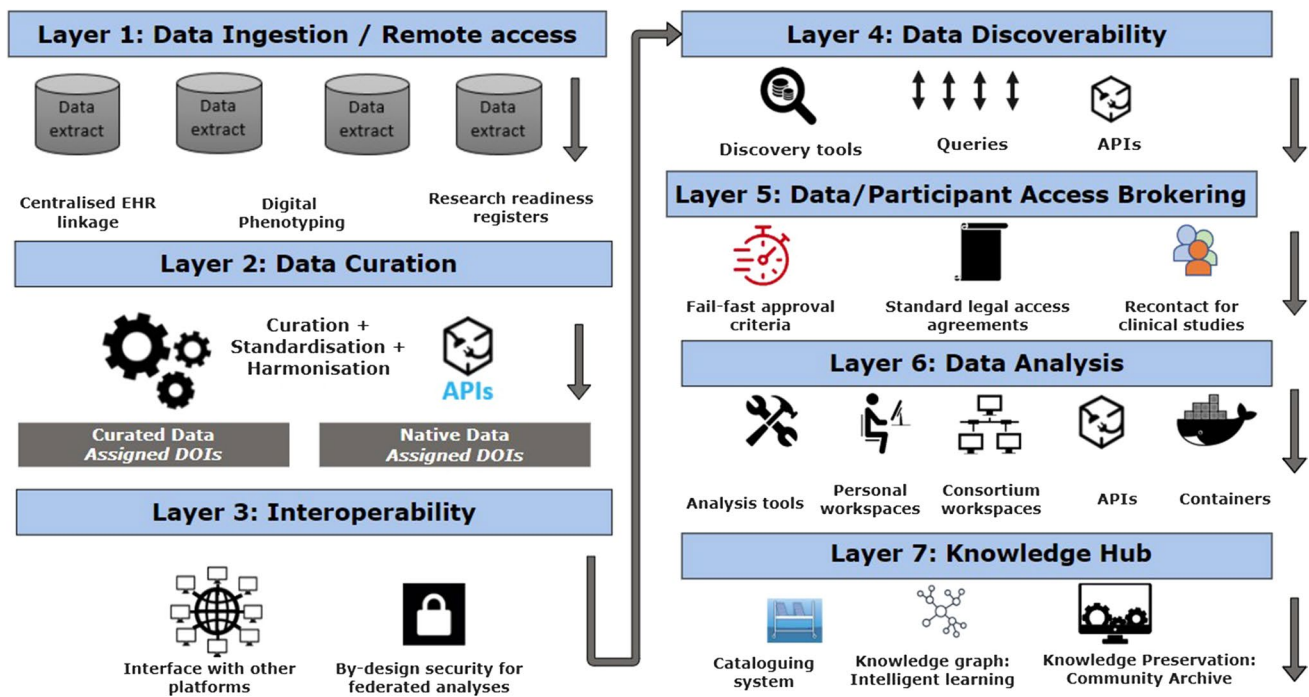 Layer 1: Data Ingestion / Remote access
Data
extract
Data
extract
Data
extract
Data
extract
Centralised EHR
linkage
Digital
Phenotyping
Research readiness
registers
Layer 2: Data Curation
Curation +
Standardisation +
Harmonisation
APIs
Curated Data
Assigned DOIs
Native Data
Assigned DOIs
Layer 3: Interoperability
Interface with other
platforms
By-design security for
federated analyses
Layer 4: Data Discoverability
Discovery tools
Queries
APIs
Layer 5: Data/Participant Access Brokering
Fail-fast approval
criteria
Standard legal access
agreements
Recontact for
clinical studies
Layer 6: Data Analysis
Analysis tools
Personal
workspaces
Consortium
workspaces
APIs
Containers
Layer 7: Knowledge Hub
Cataloguing
system
Knowledge graph:
Intelligent learning
Knowledge Preservation:
Community Archive